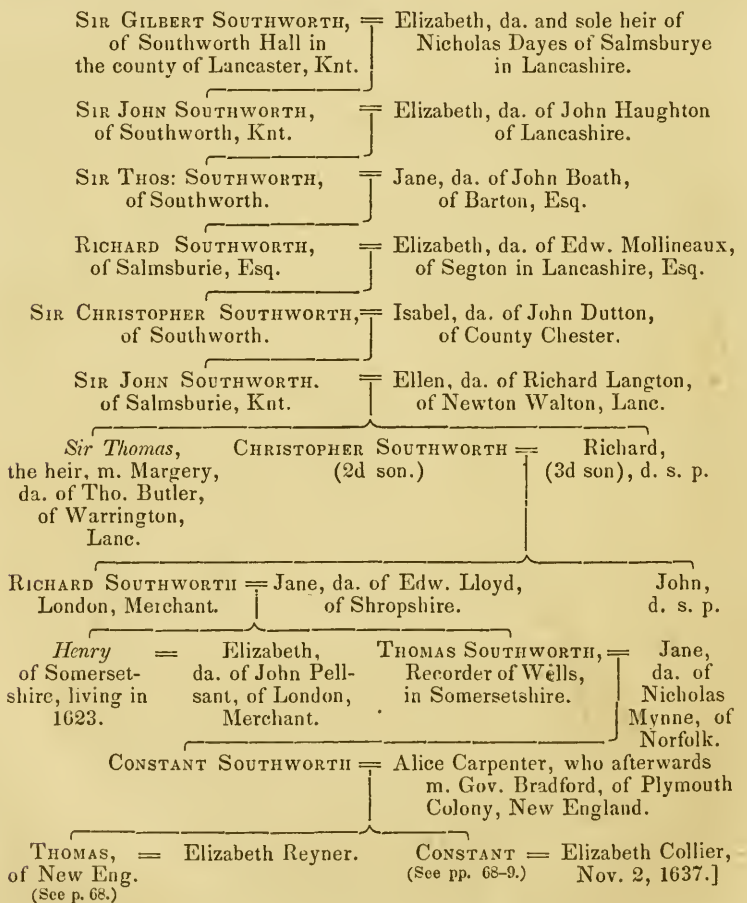 SIR GILBERT SOUTHWORTH, = Elizabeth, da. and sole heir of
of Southworth Hall in Nicholas Dayes of Salmsburye
the county of Lancaster, Knt. in Lancashire.
SIR JOHN SOUTHWORTH, = Elizabeth, da. of John Haughton
of Southworth, Knt. of Lancashire.
SIR THOS: SOUTHWORTH, = Jane, da. of John Boath,
of Southworth. of Barton, Esq.
RICHARD SOUTHWORTH, = Elizabeth, da. of Edw. Mollineaux,
of Salmsburie, Esq. of Segton in Lancashire, Esq.
SIR CHRISTOPHER SOUTHWORTH, = Isabel, da. of John Dutton,
of Southworth. of County Chester.
SIR JOHN SOUTHWORTH. = Ellen, da. of Richard Langton,
of Salmsburie, Knt. of Newton Walton, Lanc.
Sir Thomas, CHRISTOPHER SOUTHWORTH = Richard,
the heir, m. Margery, (2d son.) (3d son), d. s. p.
da. of Tho. Butler,
of Warrington,
Lanc.
RICHARD SOUTHWORTH = Jane, da. of Edw. Lloyd, John,
London, Merchant. of Shropshire. d. s. p.
Henry = Elizabeth, THOMAS SOUTHWORTH, = Jane,
of Somerset- da. of John Pell- Recorder of Wells, da. of
shire, living in sant, of London, in Somersetshire. Nicholas
1623. Merchant. Mynne, of
Norfolk.
CONSTANT SOUTHWORTH = Alice Carpenter, who afterwards
m. Gov. Bradford, of Plymouth
Colony, New England.
THOMAS, = Elizabeth Reyner. CONSTANT = Elizabeth Collier,
of New Eng. (See pp. 68-9.) Nov. 2, 1637.]
(See p. 68.)